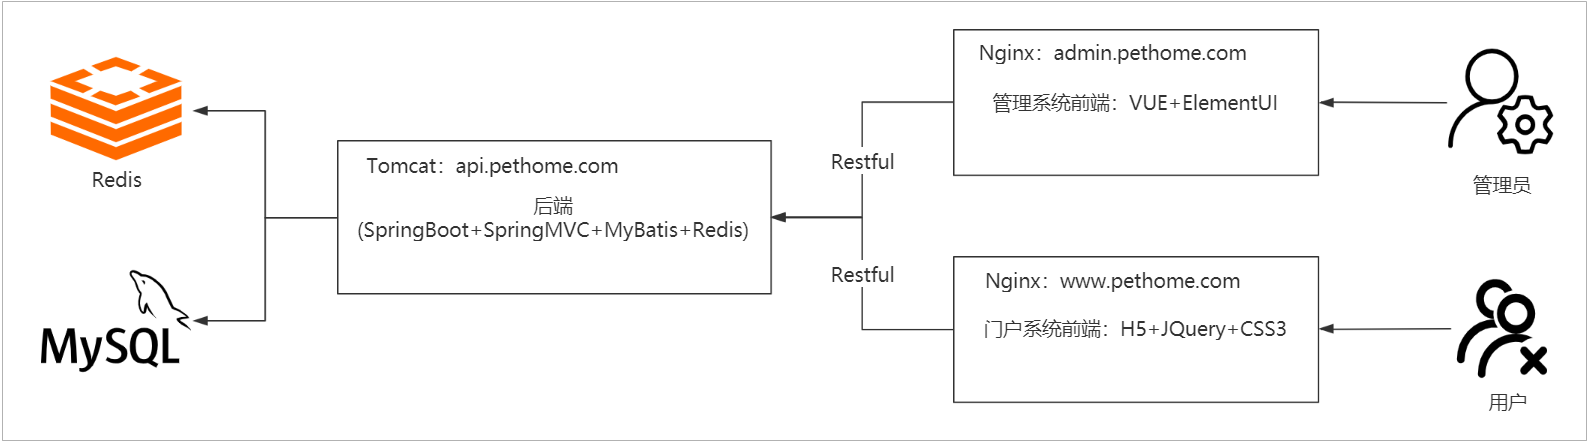 Redis
MySQL
Tomcat：api.pethome.com
后端
(SpringBoot+SpringMVC+MyBatis+Redis)
Restful
Restful
Nginx：admin.pethome.com
管理系统前端：VUE+ElementUI
Nginx：www.pethome.com
门户系统前端：H5+JQuery+CSS3
管理员
用户